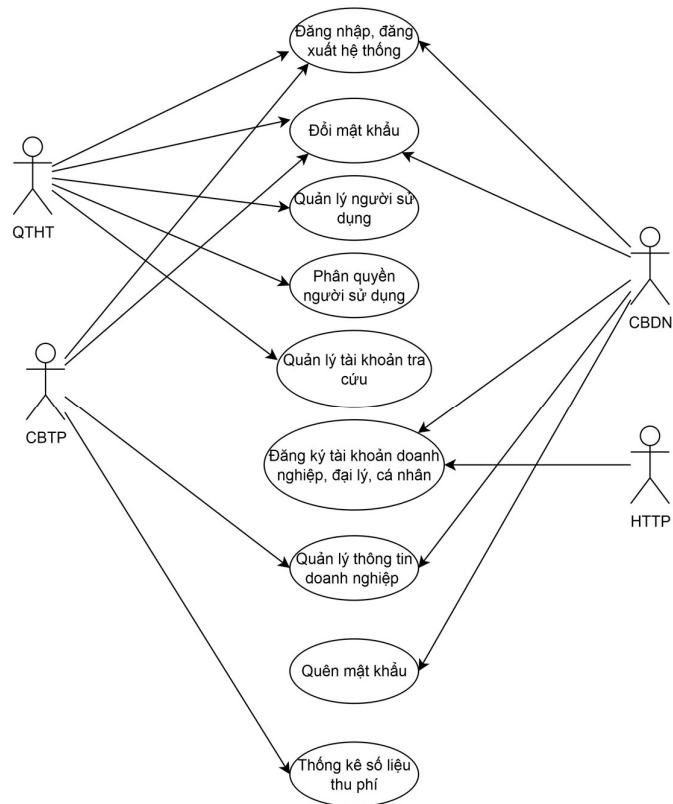 Đăng nhập, đăng
xuất hệ thống
Đổi mật khẩu
QTHT
Quản lý người sử
dụng
Phân quyền
người sử dụng
CBDN
Quản lý tài khoản tra
cứu
CBTP
Đăng ký tài khoản doanh
nghiệp, đại lý, cá nhân
HTTP
Quản lý thông tin
doanh nghiệp
Quên mật khẩu
Thống kê số liệu
thu phí